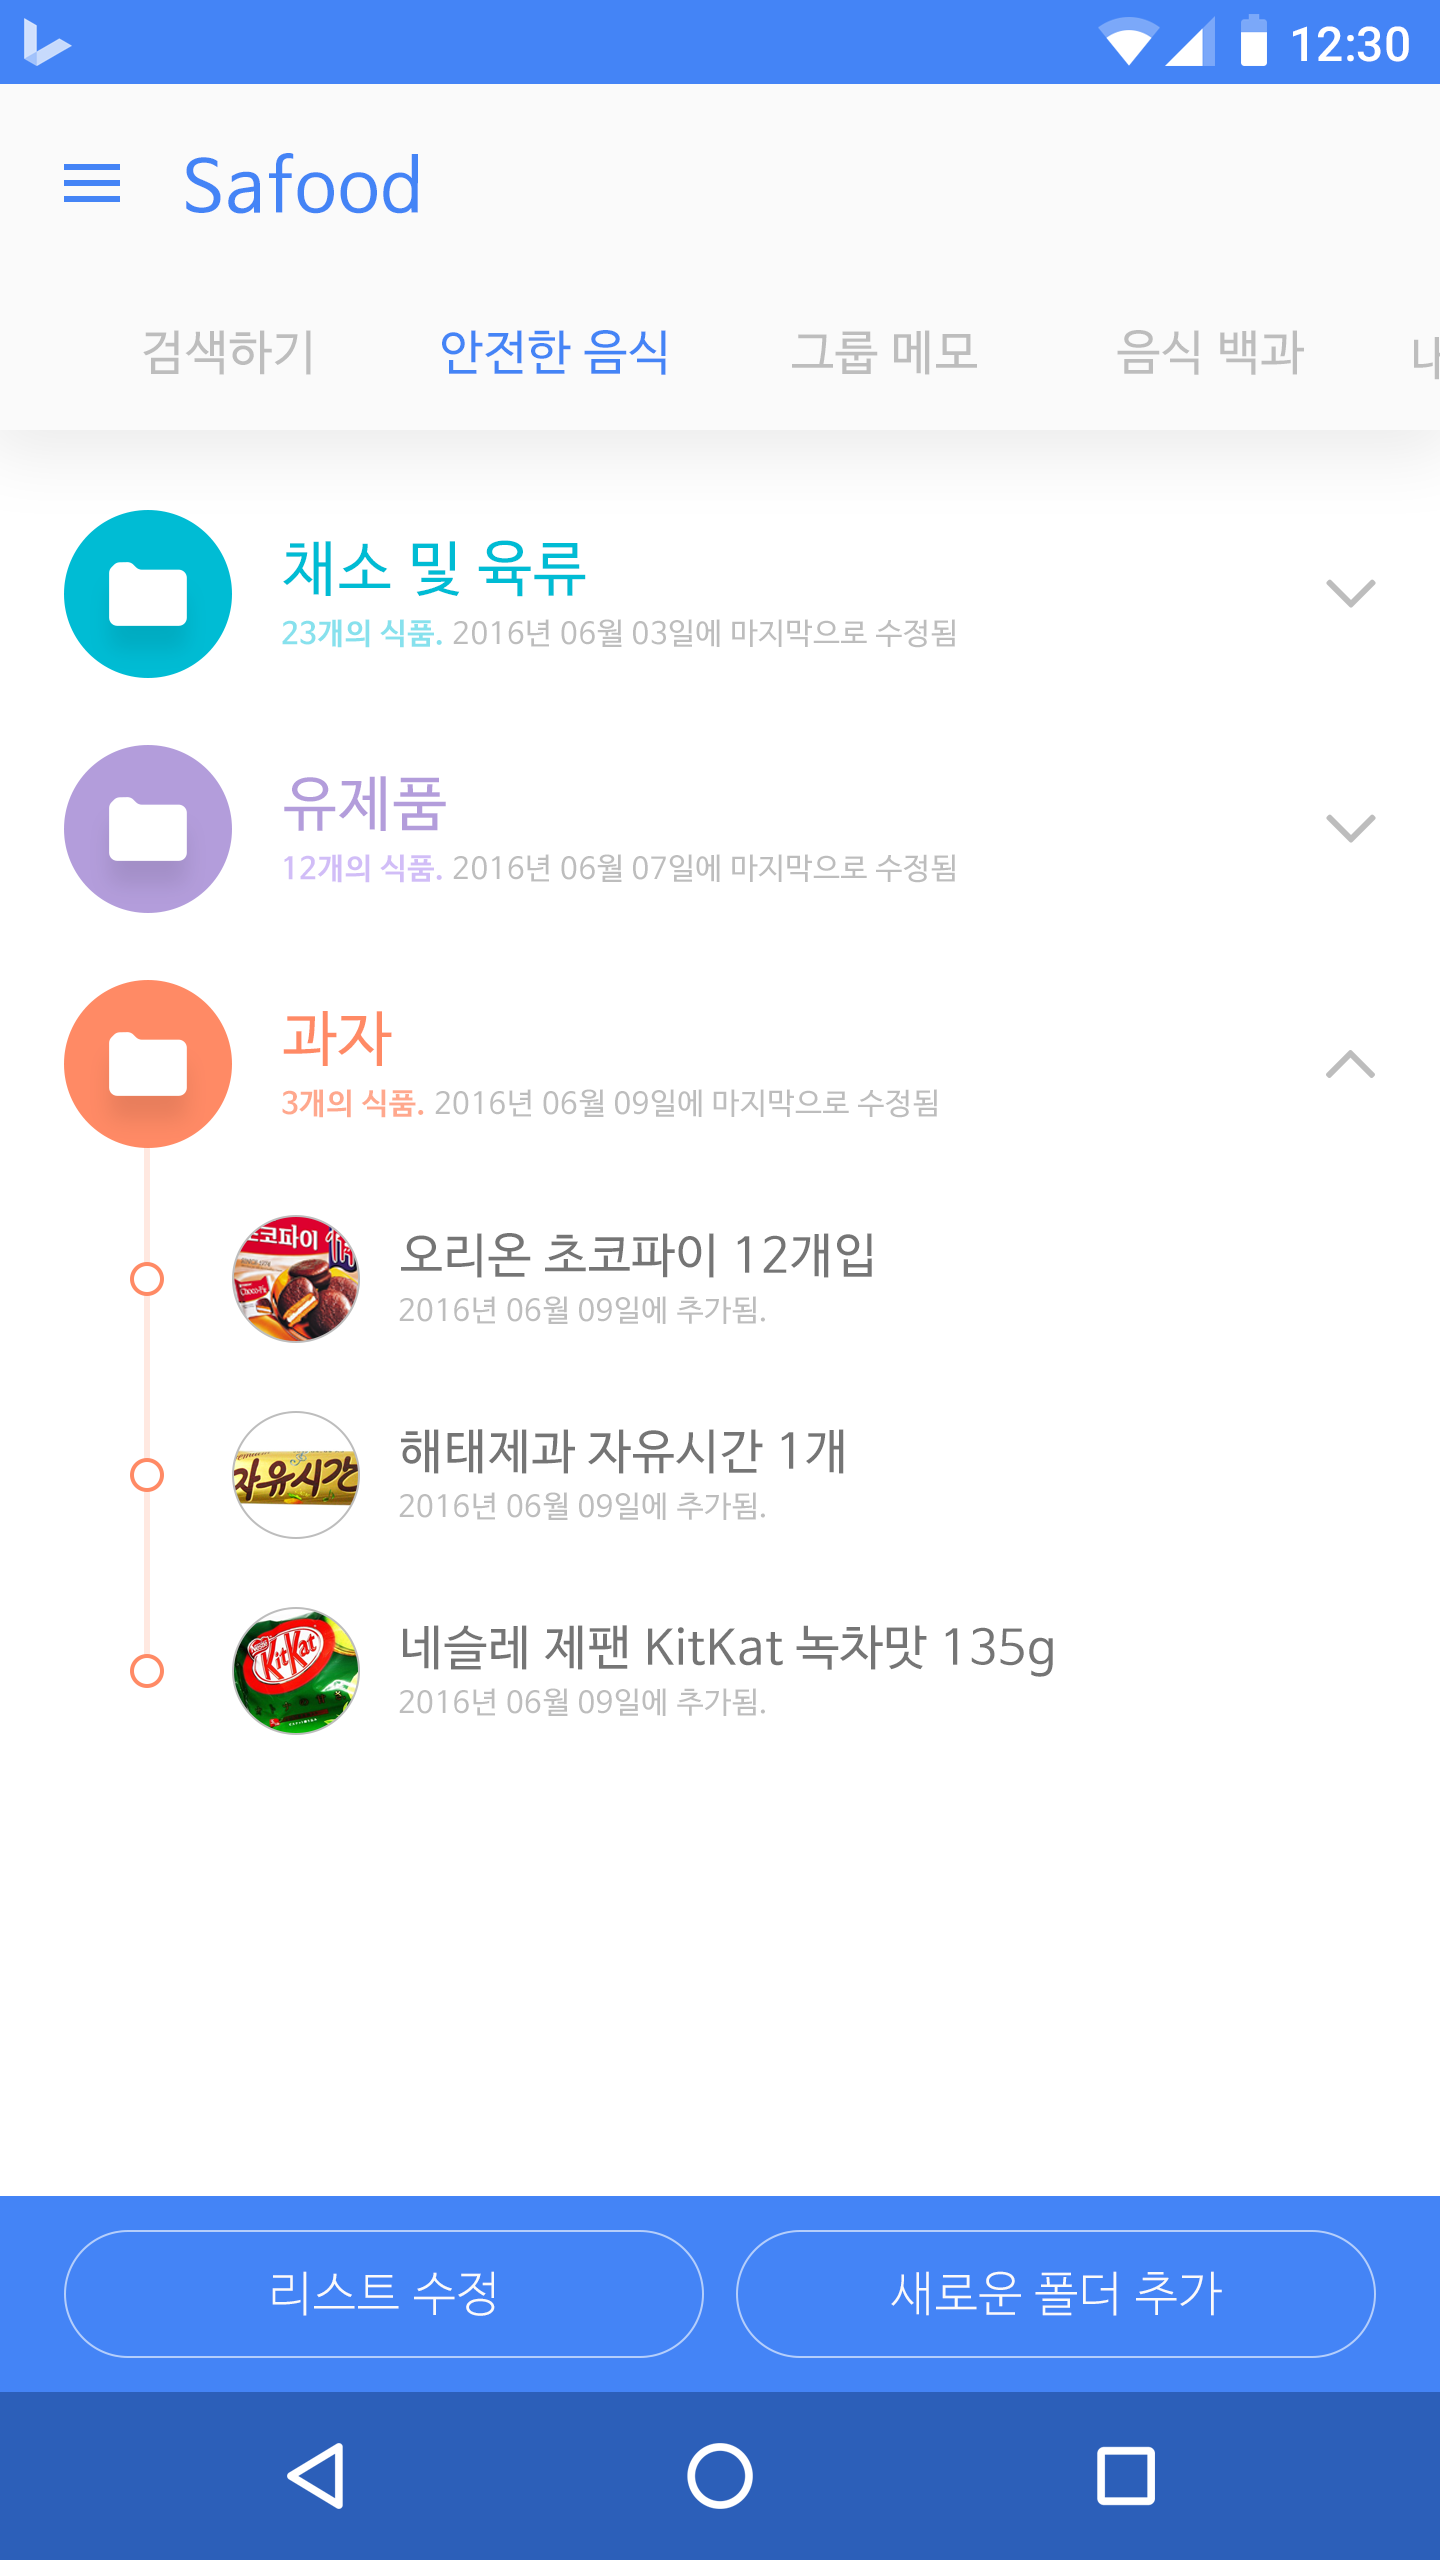 12:30
Safood
검색하기 안전한 음식 그룹 메모 음식 백과
채소 및 육류
23개의 식품. 2016년 06월 03일에 마지막으로 수정됨
유제품
12개의 식품. 2016년 06월 07일에 마지막으로 수정됨
과자
3개의 식품. 2016년 06월 09일에 마지막으로 수정됨
초코파이
오리온 초코파이 12개입
2016년 06월 09일에 추가됨.
자유시간
해태제과 자유시간 1개
2016년 06월 09일에 추가됨.
KitKat
네슬레 제팬 KitKat 녹차맛 135g
2016년 06월 09일에 추가됨.
리스트 수정 새로운 폴더 추가